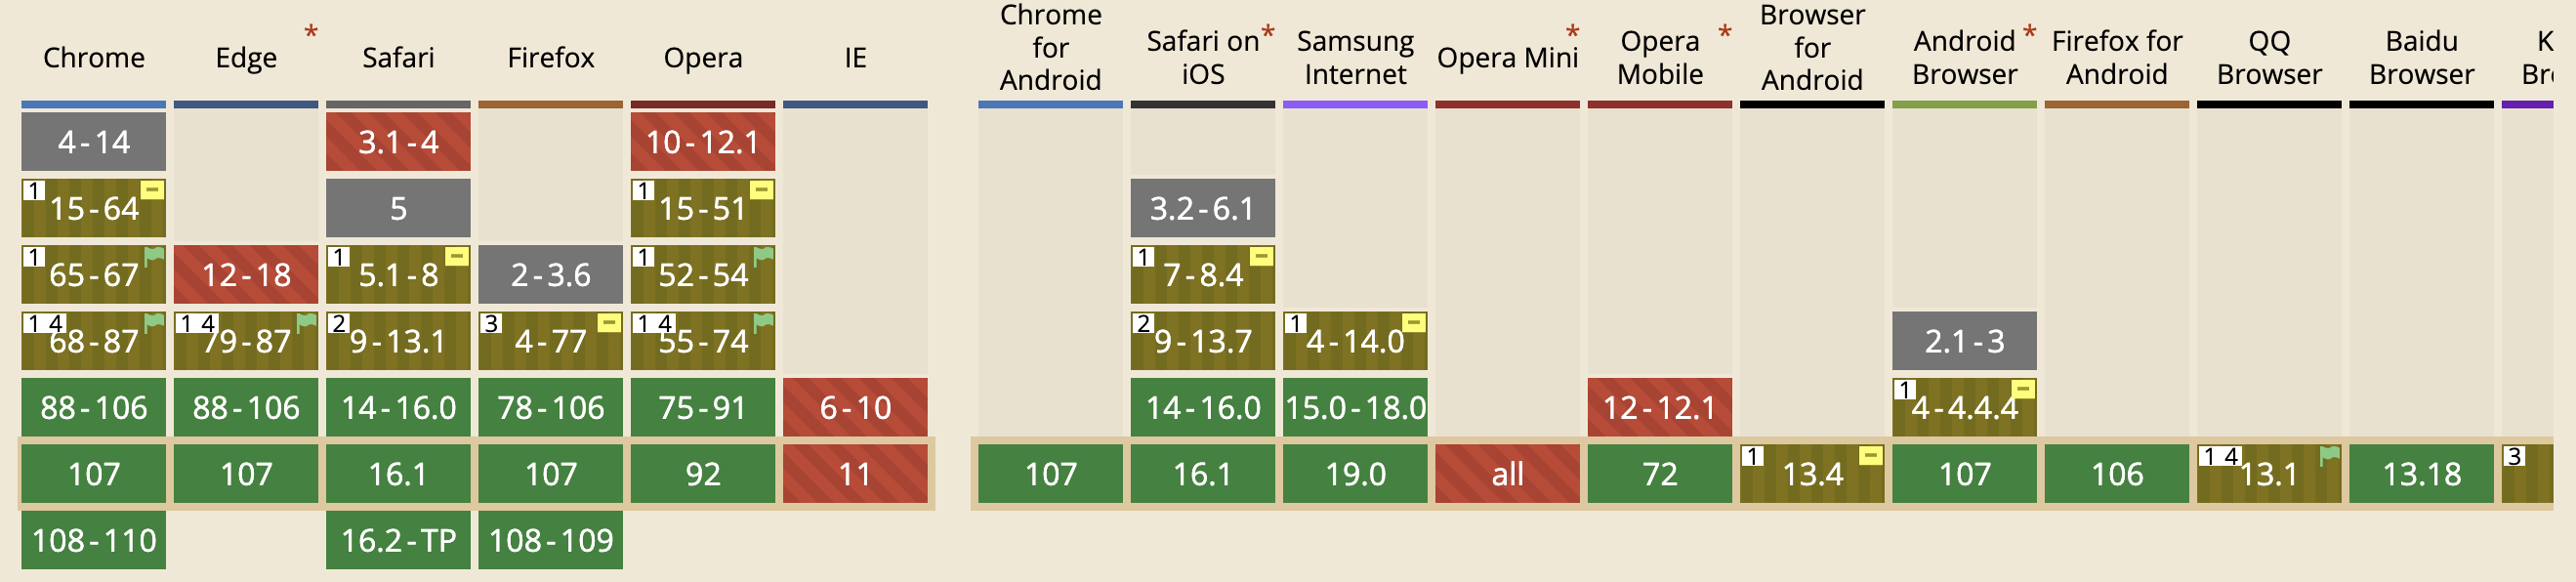 Chrome
Edge *
Safari
Firefox
Opera
IE
Chrome
for
Android
Safari on*
iOS
Samsung
Internet
Opera Mini *
Opera *
Mobile
Browser
for
Android
Android *
Browser
Firefox for
Android
QQ
Browser
Baidu
Browser
4-14 3.1-4 10-12.1
1 15-64 5 1 15-51 3.2-6.1
1 65-67 12-18 1 5.1-8 2-3.6 1 52-54 1 7-8.4
1 4 68-87 1 4 79-87 2 9-13.1 3 4-77 1 4 55-74 2 9-13.7 1 4-14.0 2.1-3
88-106 88-106 14-16.0 78-106 75-91 6-10 14-16.0 15.0-18.0 12-12.1 1 4-4.4.4
107 107 16.1 107 92 11 107 16.1 19.0 all 72 1 13.4 107 106 1 4 13.1 13.18 3
108-110 16.2-TP 108-109